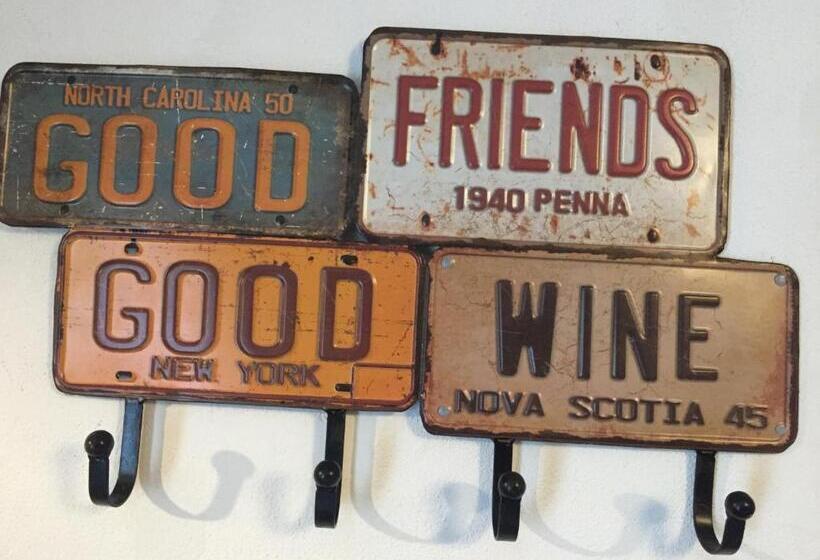 NORTH CAROLINA 50
GOOD
FRIENDS
1940 PENNA
GOOD
NEW YORK
WINE
NOVA SCOTIA 45